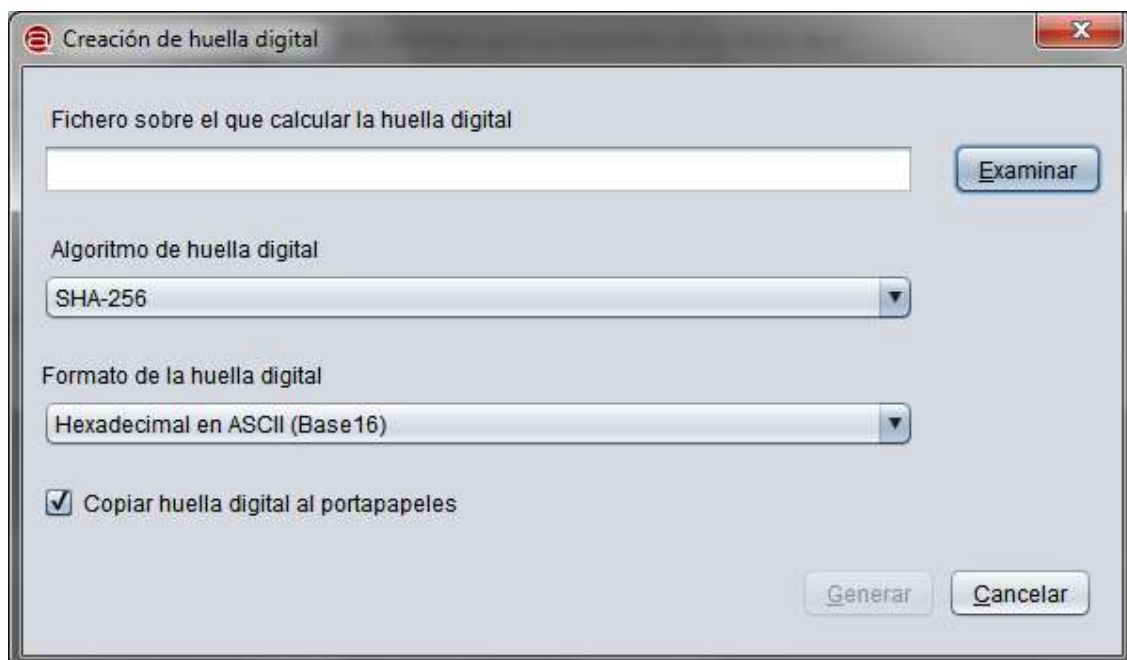 Creación de huella digital
Fichero sobre el que calcular la huella digital
Examinar
Algoritmo de huella digital
SHA-256
Formato de la huella digital
Hexadecimal en ASCII (Base16)
Copiar huella digital al portapapeles
Generar Cancelar